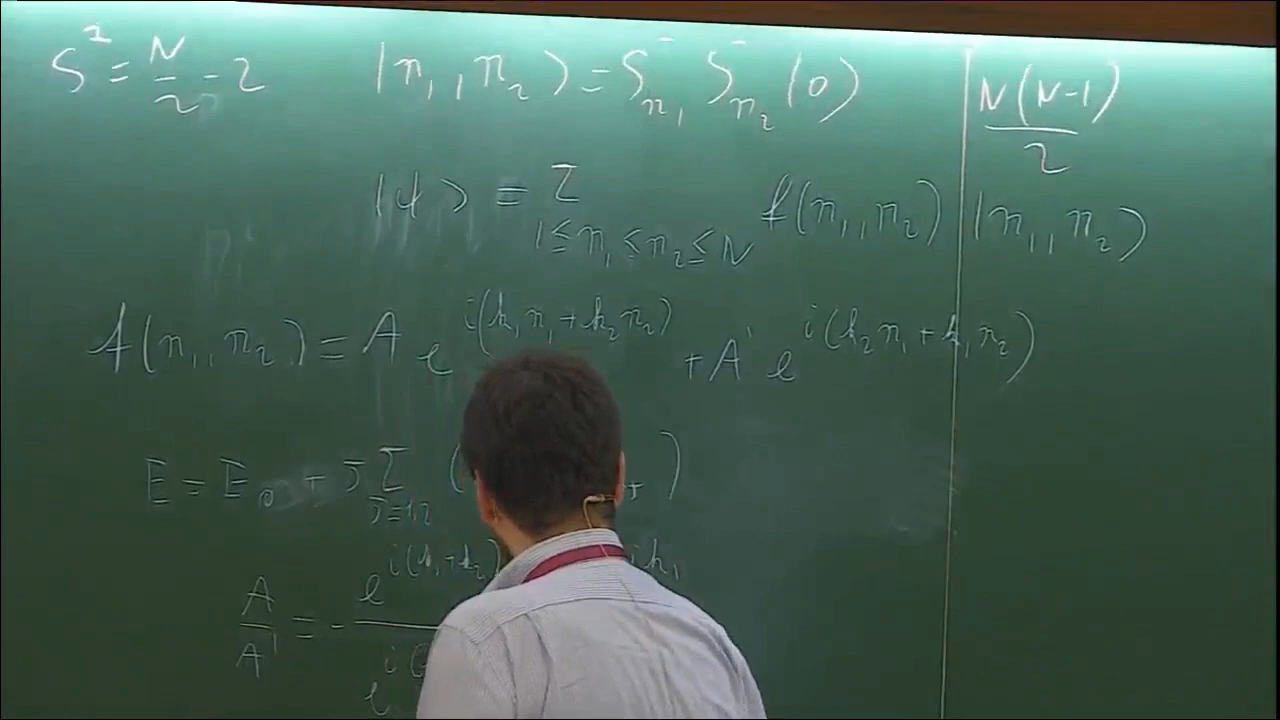 S^z = N/2 - 2   |n_1, n_2⟩ = S^-_{n_1} S^-_{n_2} |0⟩   N(N-1)/2
|ψ⟩ = Σ_{1≤n_1≤n_2≤N} f(n_1, n_2) |n_1, n_2⟩
f(n_1, n_2) = A e^{i(k_1 n_1 + k_2 n_2)} + A' e^{i(k_2 n_1 + k_1 n_2)}
E = E_0 + J Σ_{J=1,2} ( )
A/A' = - e^{i(k_1+k_2)} i k_1 / e^{i(